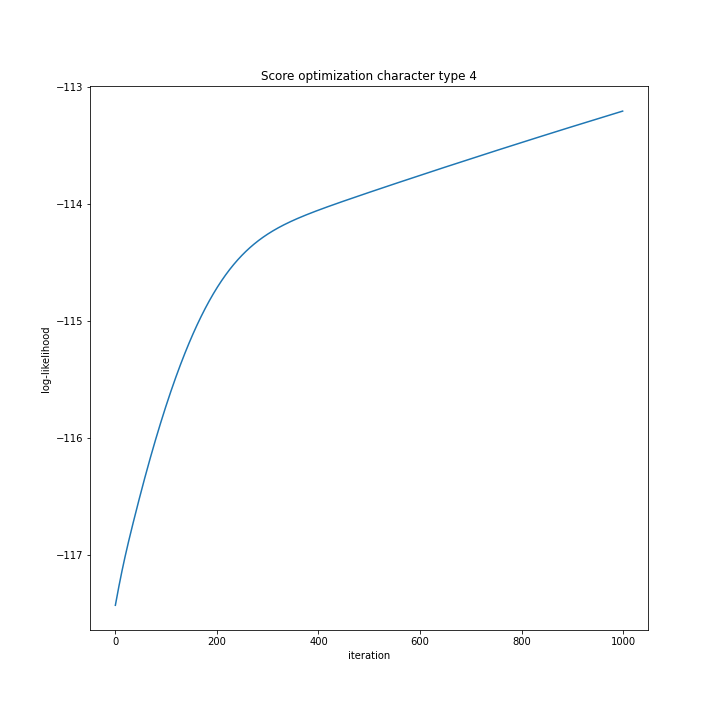 Score optimization character type 4
−113
−114
−115
−116
−117
log-likelihood
0 200 400 600 800 1000
iteration